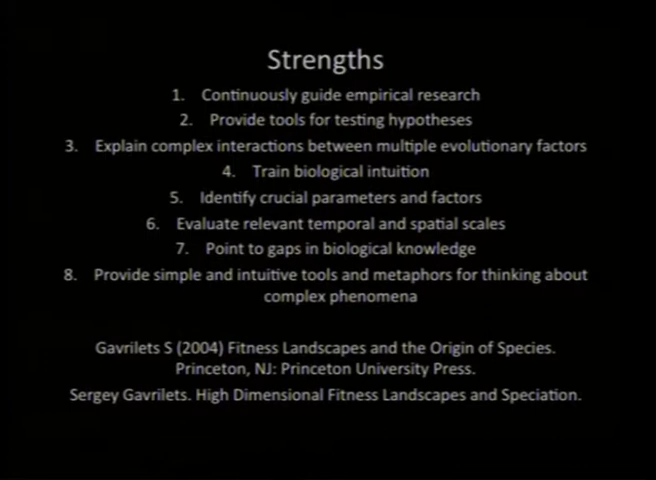 Strengths
1. Continuously guide empirical research
2. Provide tools for testing hypotheses
3. Explain complex interactions between multiple evolutionary factors
4. Train biological intuition
5. Identify crucial parameters and factors
6. Evaluate relevant temporal and spatial scales
7. Point to gaps in biological knowledge
8. Provide simple and intuitive tools and metaphors for thinking about
complex phenomena
Gavrilets S (2004) Fitness Landscapes and the Origin of Species.
Princeton, NJ: Princeton University Press.
Sergey Gavrilets. High Dimensional Fitness Landscapes and Speciation.